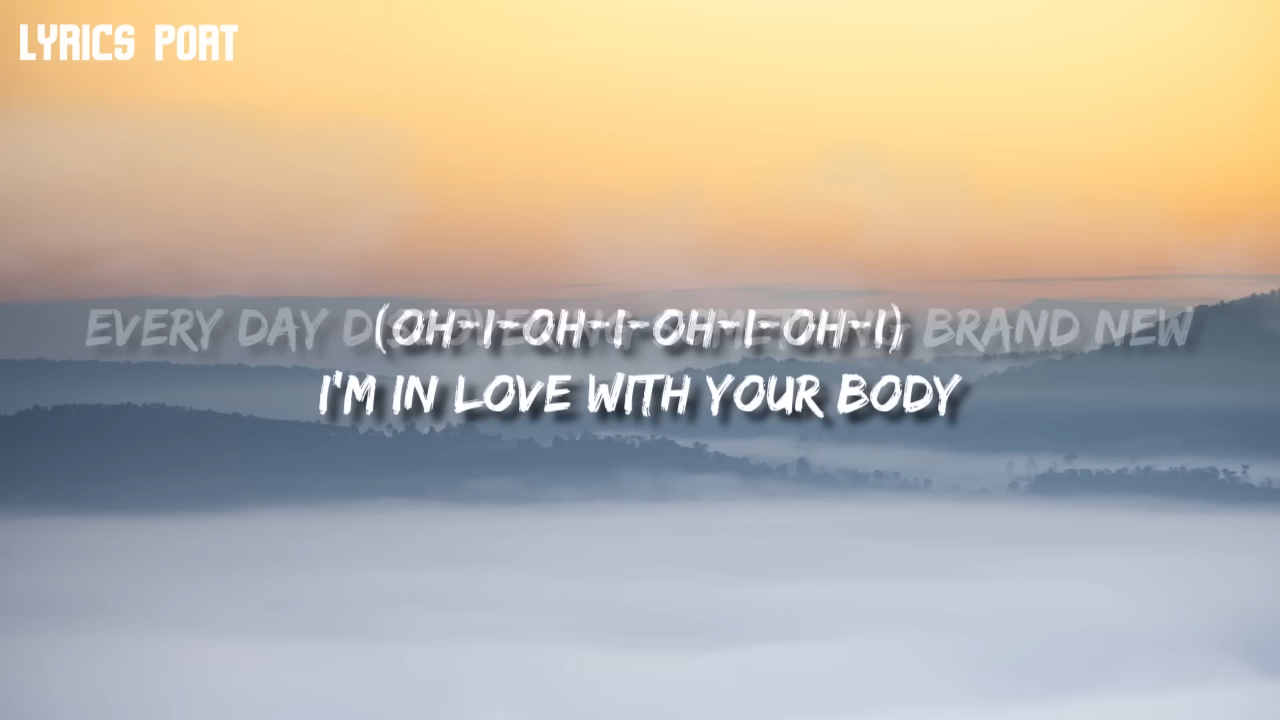 LYRICS PORT
EVERY DAY BRAND NEW
(OH-I-OH-I-OH-I-OH-I)
I'M IN LOVE WITH YOUR BODY